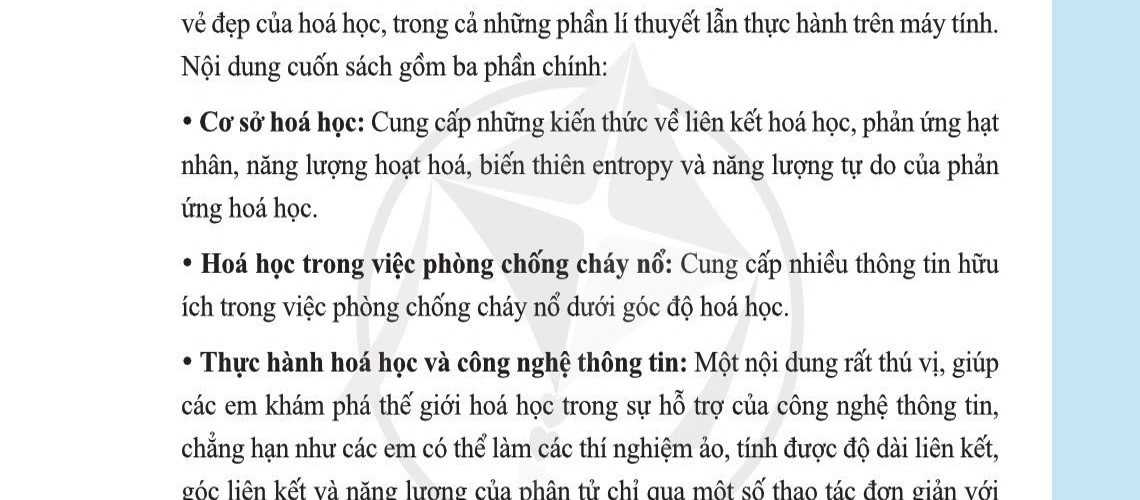 vẻ đẹp của hoá học, trong cả những phần lí thuyết lẫn thực hành trên máy tính.
Nội dung cuốn sách gồm ba phần chính:
• Cơ sở hoá học: Cung cấp những kiến thức về liên kết hoá học, phản ứng hạt
nhân, năng lượng hoạt hoá, biến thiên entropy và năng lượng tự do của phản
ứng hoá học.
• Hoá học trong việc phòng chống cháy nổ: Cung cấp nhiều thông tin hữu
ích trong việc phòng chống cháy nổ dưới góc độ hoá học.
• Thực hành hoá học và công nghệ thông tin: Một nội dung rất thú vị, giúp
các em khám phá thế giới hoá học trong sự hỗ trợ của công nghệ thông tin,
chẳng hạn như các em có thể làm các thí nghiệm ảo, tính được độ dài liên kết,
góc liên kết và năng lượng của phân tử chỉ qua một số thao tác đơn giản với